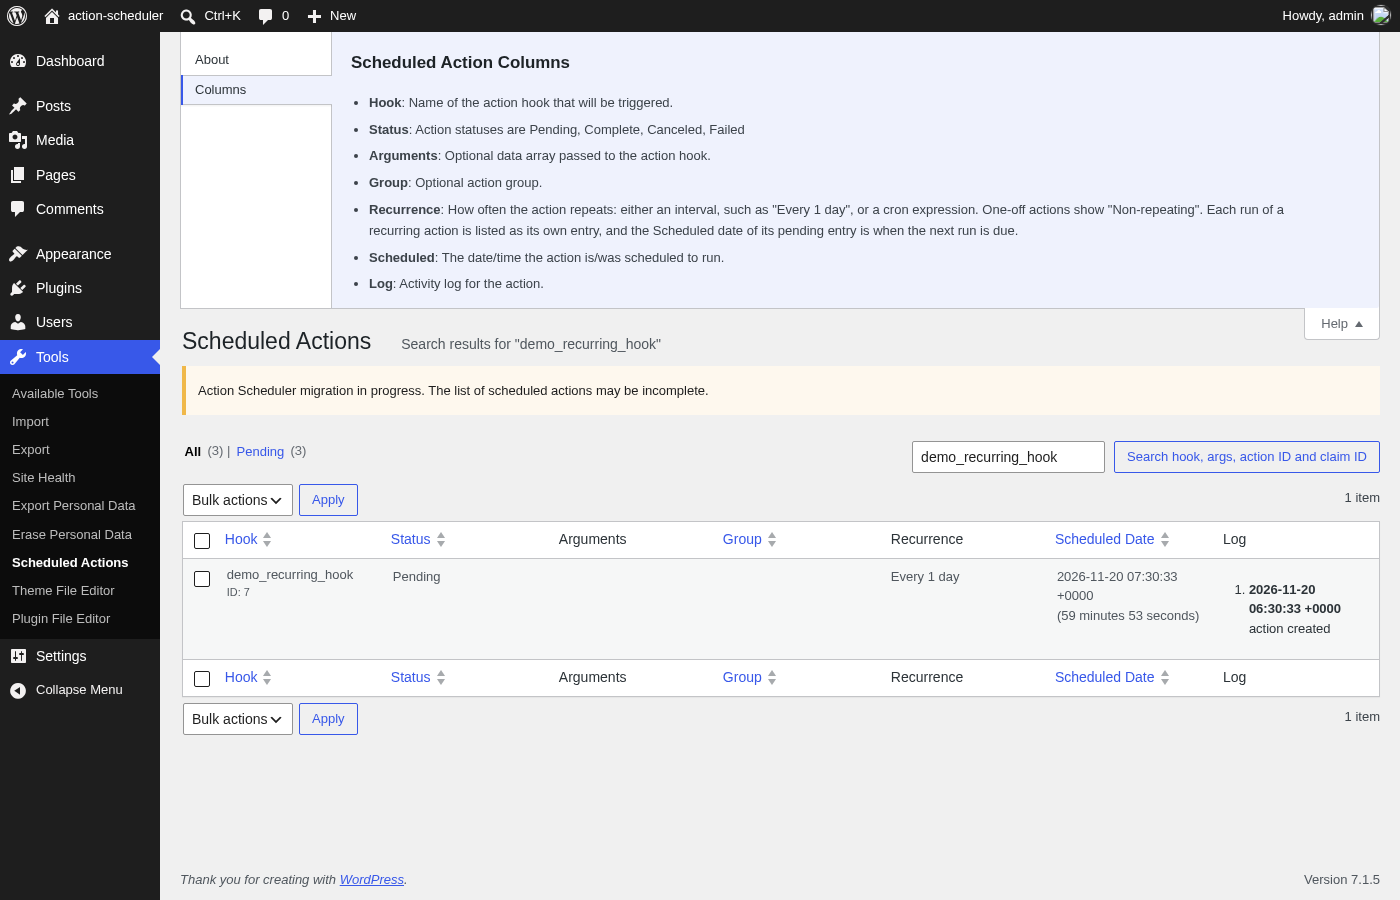 action-scheduler
Ctrl+K
0
New
Howdy, admin
Dashboard
Posts
Media
Pages
Comments
Appearance
Plugins
Users
Tools
Available Tools
Import
Export
Site Health
Export Personal Data
Erase Personal Data
Scheduled Actions
Theme File Editor
Plugin File Editor
Settings
Collapse Menu
About
Columns
Scheduled Action Columns
Hook: Name of the action hook that will be triggered.
Status: Action statuses are Pending, Complete, Canceled, Failed
Arguments: Optional data array passed to the action hook.
Group: Optional action group.
Recurrence: How often the action repeats: either an interval, such as "Every 1 day", or a cron expression. One-off actions show "Non-repeating". Each run of a
recurring action is listed as its own entry, and the Scheduled date of its pending entry is when the next run is due.
Scheduled: The date/time the action is/was scheduled to run.
Log: Activity log for the action.
Help
Scheduled Actions
Search results for "demo_recurring_hook"
Action Scheduler migration in progress. The list of scheduled actions may be incomplete.
All (3) | Pending (3)
demo_recurring_hook
Search hook, args, action ID and claim ID
Bulk actions
Apply
1 item
Hook
Status
Arguments
Group
Recurrence
Scheduled Date
Log
demo_recurring_hook
ID: 7
Pending
Every 1 day
2026-11-20 07:30:33
+0000
(59 minutes 53 seconds)
1. 2026-11-20
06:30:33 +0000
action created
Hook
Status
Arguments
Group
Recurrence
Scheduled Date
Log
Bulk actions
Apply
1 item
Thank you for creating with WordPress.
Version 7.1.5